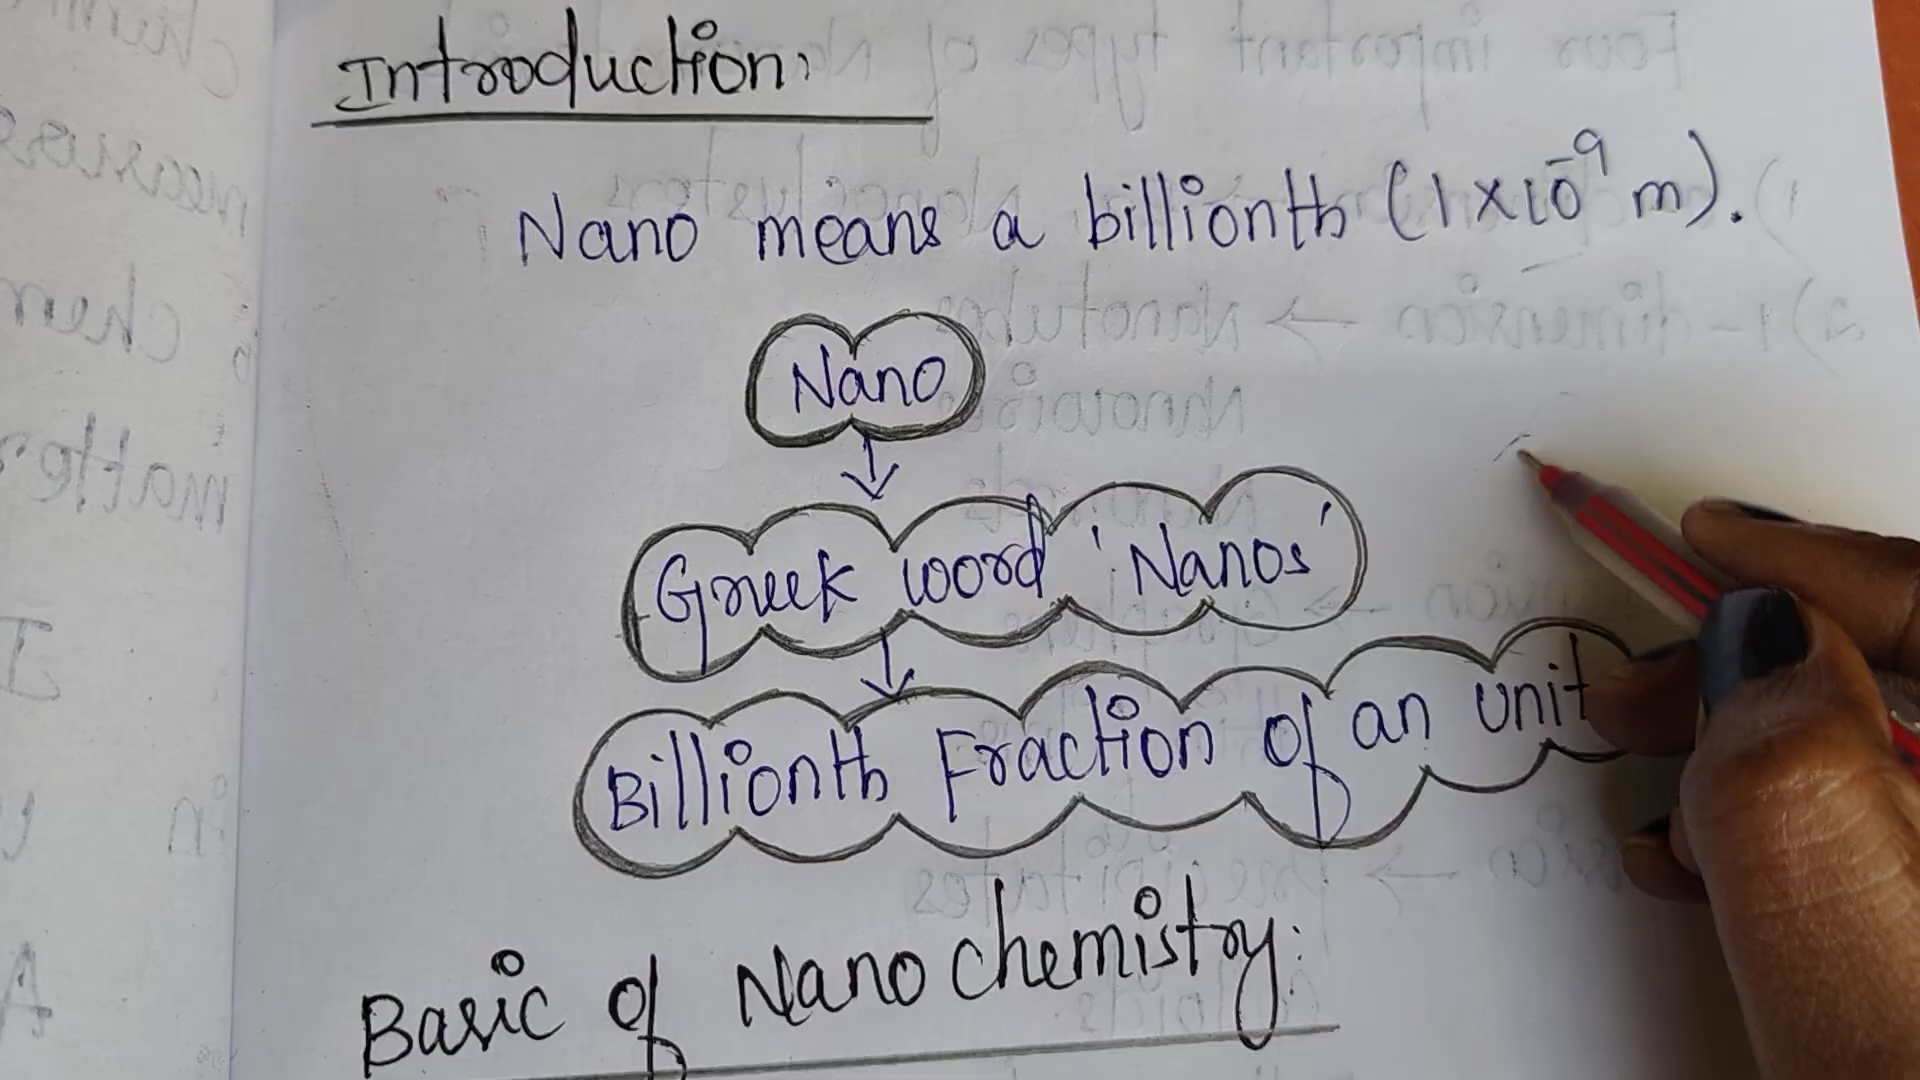 Introduction:
Nano means a billionth (1×10⁻⁹ m).
Nano
Greek word 'Nanos'
Billionth Fraction of an unit
Basic of Nano chemistry: